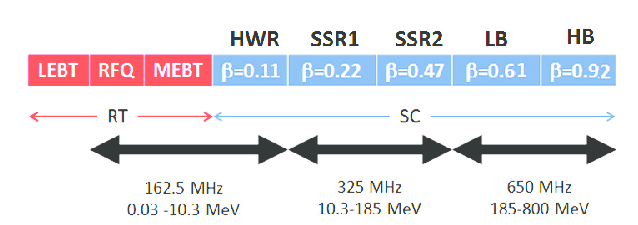 HWR SSR1 SSR2 LB HB
LEBT RFQ MEBT β=0.11 β=0.22 β=0.47 β=0.61 β=0.92
RT SC
162.5 MHz 325 MHz 650 MHz
0.03 -10.3 MeV 10.3-185 MeV 185-800 MeV